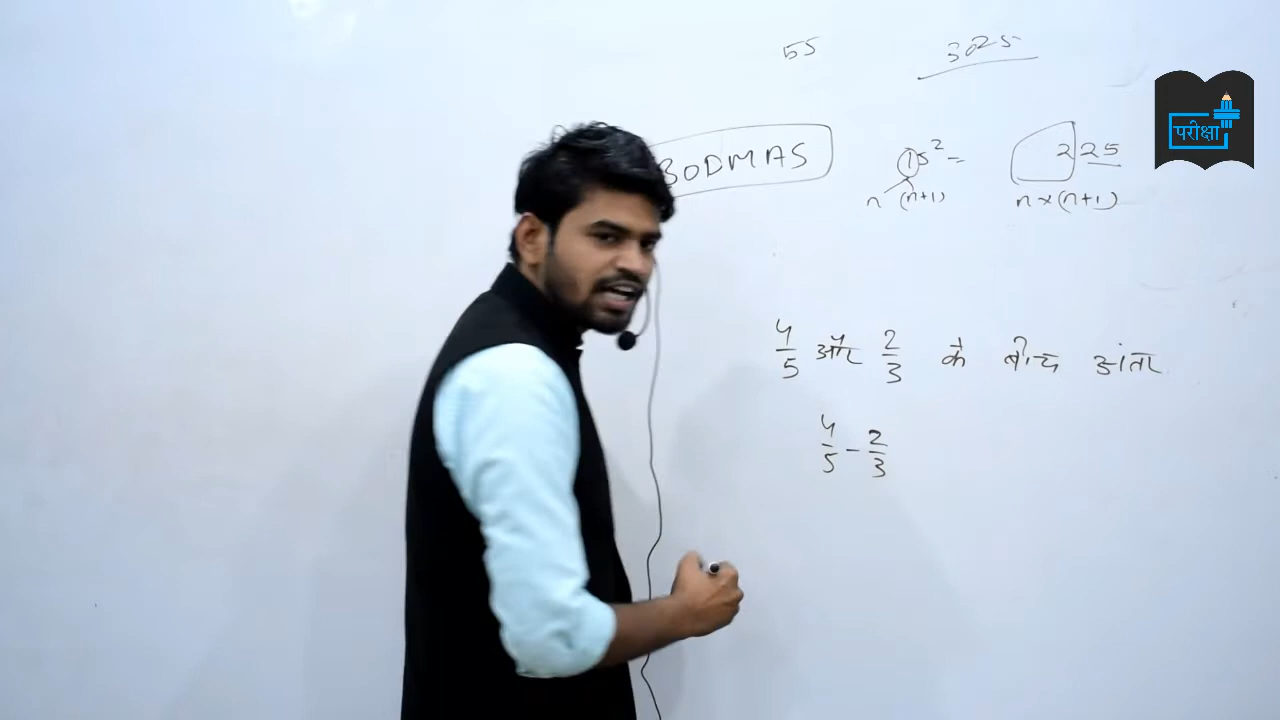 55 3025
परीक्षा
BODMAS
15² = 225
n (n+1) n×(n+1)
4/5 और 2/3 के बीच अंतर
4/5 - 2/3